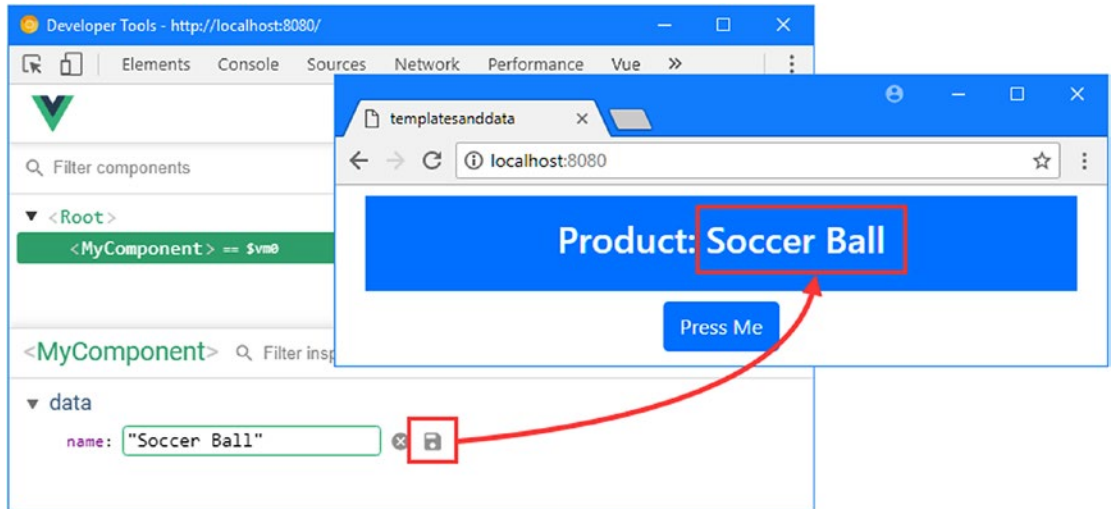 Developer Tools - http://localhost:8080/
Elements Console Sources Network Performance Vue »
Filter components
▼ <Root>
<MyComponent> == $vm0
<MyComponent> Filter insp
▼ data
name: "Soccer Ball"
templatesanddata
localhost:8080
Product: Soccer Ball
Press Me